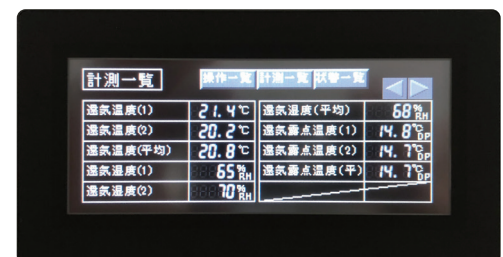 計測一覧 操作一覧 計測一覧 状態一覧
還気温度(1) 21.4℃ 還気湿度(平均) 68%RH
還気温度(2) 20.2℃ 還気露点温度(1) 14.8℃DP
還気温度(平均) 20.8℃ 還気露点温度(2) 14.7℃DP
還気湿度(1) 65%RH 還気露点温度(平) 14.7℃DP
還気湿度(2) 70%RH